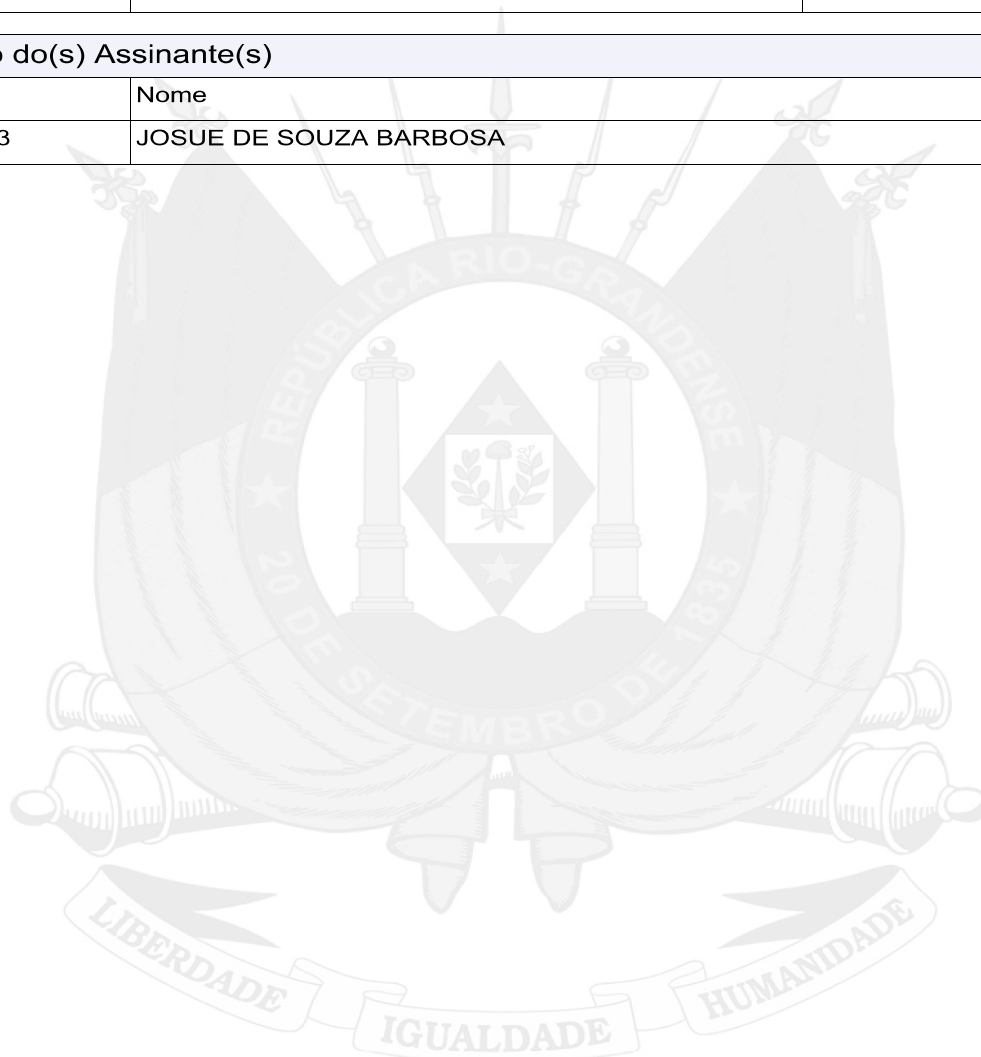 o do(s) Assinante(s)
Nome
3 JOSUE DE SOUZA BARBOSA
REPÚBLICA RIO-GRANDENSE
20 DE SETEMBRO DE 1835
LIBERDADE
IGUALDADE
HUMANIDADE